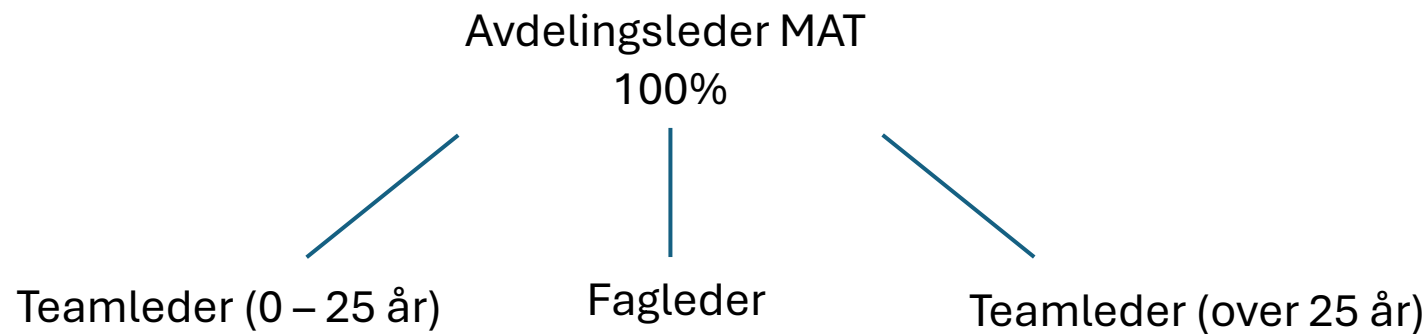 Avdelingsleder MAT
100%
Teamleder (0 – 25 år)
Fagleder
Teamleder (over 25 år)